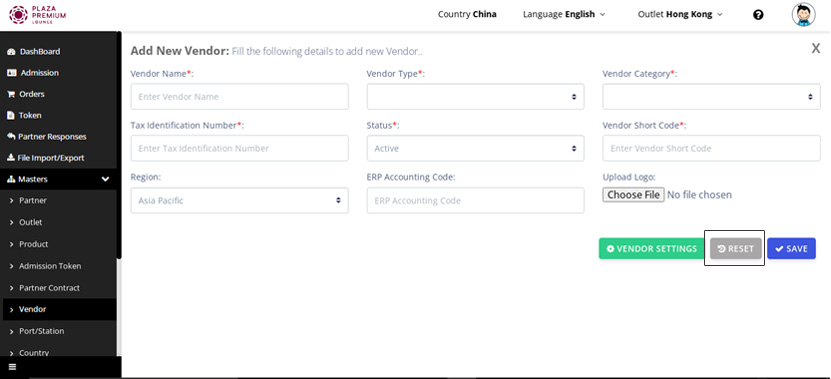 PLAZA
PREMIUM
LOUNGE
Country China
Language English
Outlet Hong Kong
DashBoard
Admission
Orders
Token
Partner Responses
File Import/Export
Masters
Partner
Outlet
Product
Admission Token
Partner Contract
Vendor
Port/Station
Country
Add New Vendor: Fill the following details to add new Vendor..
X
Vendor Name*:
Vendor Type*:
Vendor Category*:
Enter Vendor Name
Tax Identification Number*:
Status*:
Vendor Short Code*:
Enter Tax Identification Number
Active
Enter Vendor Short Code
Region:
ERP Accounting Code:
Upload Logo:
Asia Pacific
ERP Accounting Code
Choose File No file chosen
VENDOR SETTINGS
RESET
SAVE